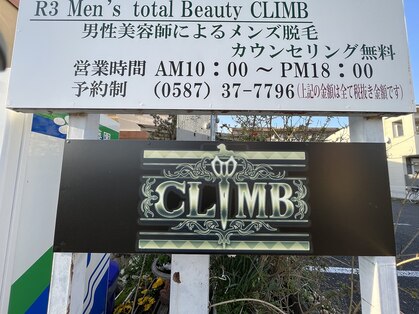 R3 Men's total Beauty CLIMB
男性美容師によるメンズ脱毛
カウンセリング無料
営業時間 AM10：00 〜 PM18：00
予約制 (0587) 37-7796 (上記の金額は全て税抜き金額です)
CLIMB